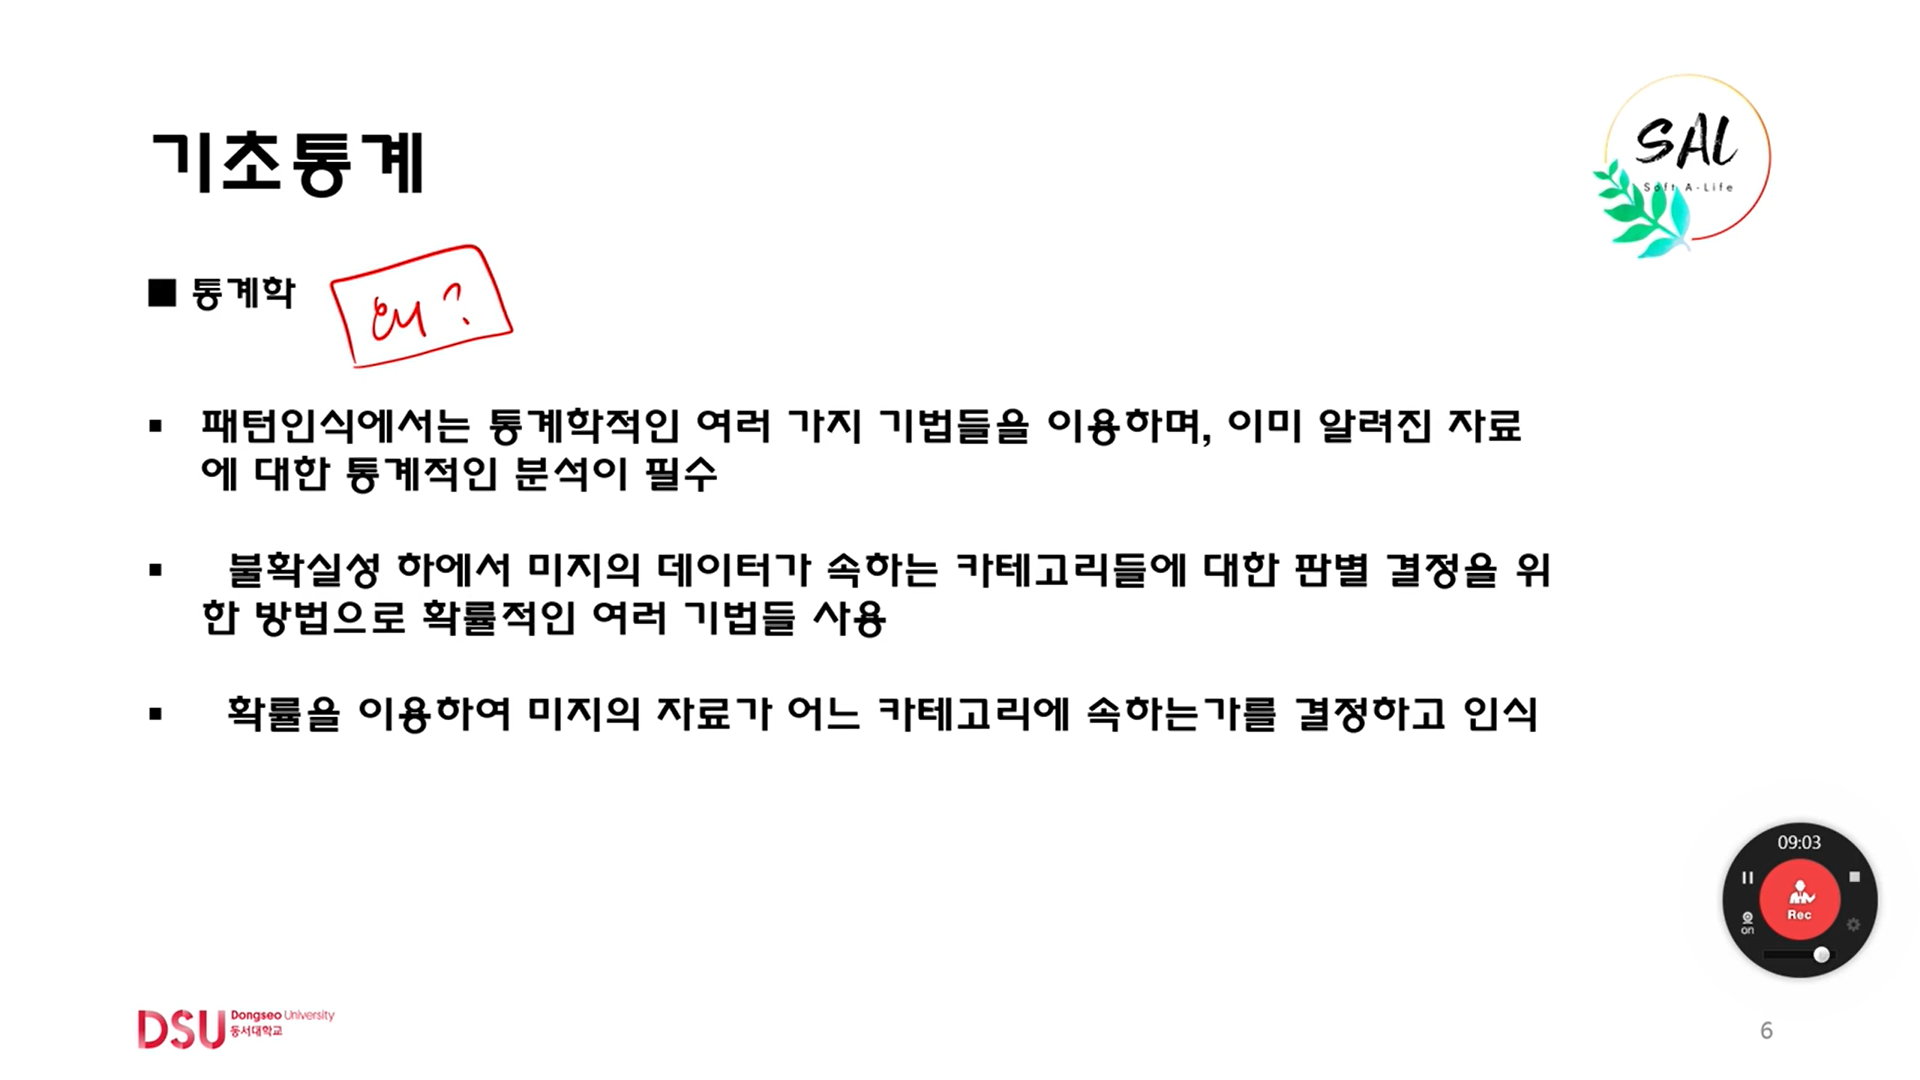 기초통계
SAL
Soft A-Life
■ 통계학
왜?
▪ 패턴인식에서는 통계학적인 여러 가지 기법들을 이용하며, 이미 알려진 자료
에 대한 통계적인 분석이 필수
▪ 불확실성 하에서 미지의 데이터가 속하는 카테고리들에 대한 판별 결정을 위
한 방법으로 확률적인 여러 기법들 사용
▪ 확률을 이용하여 미지의 자료가 어느 카테고리에 속하는가를 결정하고 인식
09:03
Rec
on
DSU Dongseo University
동서대학교
6